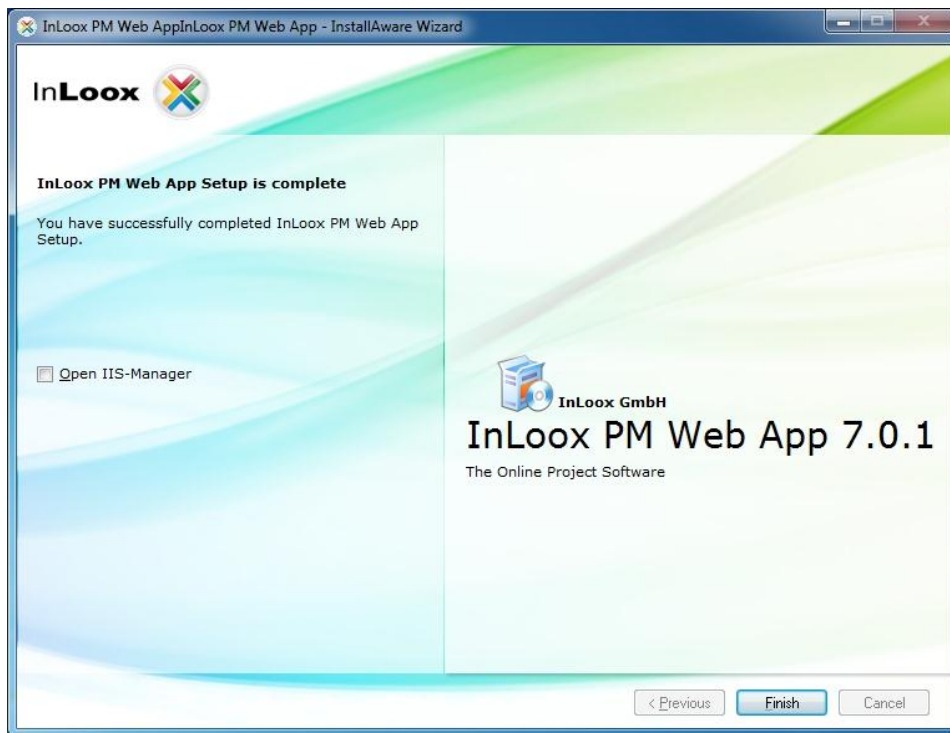 InLoox PM Web AppInLoox PM Web App - InstallAware Wizard
InLoox
InLoox PM Web App Setup is complete
You have successfully completed InLoox PM Web App
Setup.
Open IIS-Manager
InLoox GmbH
InLoox PM Web App 7.0.1
The Online Project Software
< Previous
Finish
Cancel